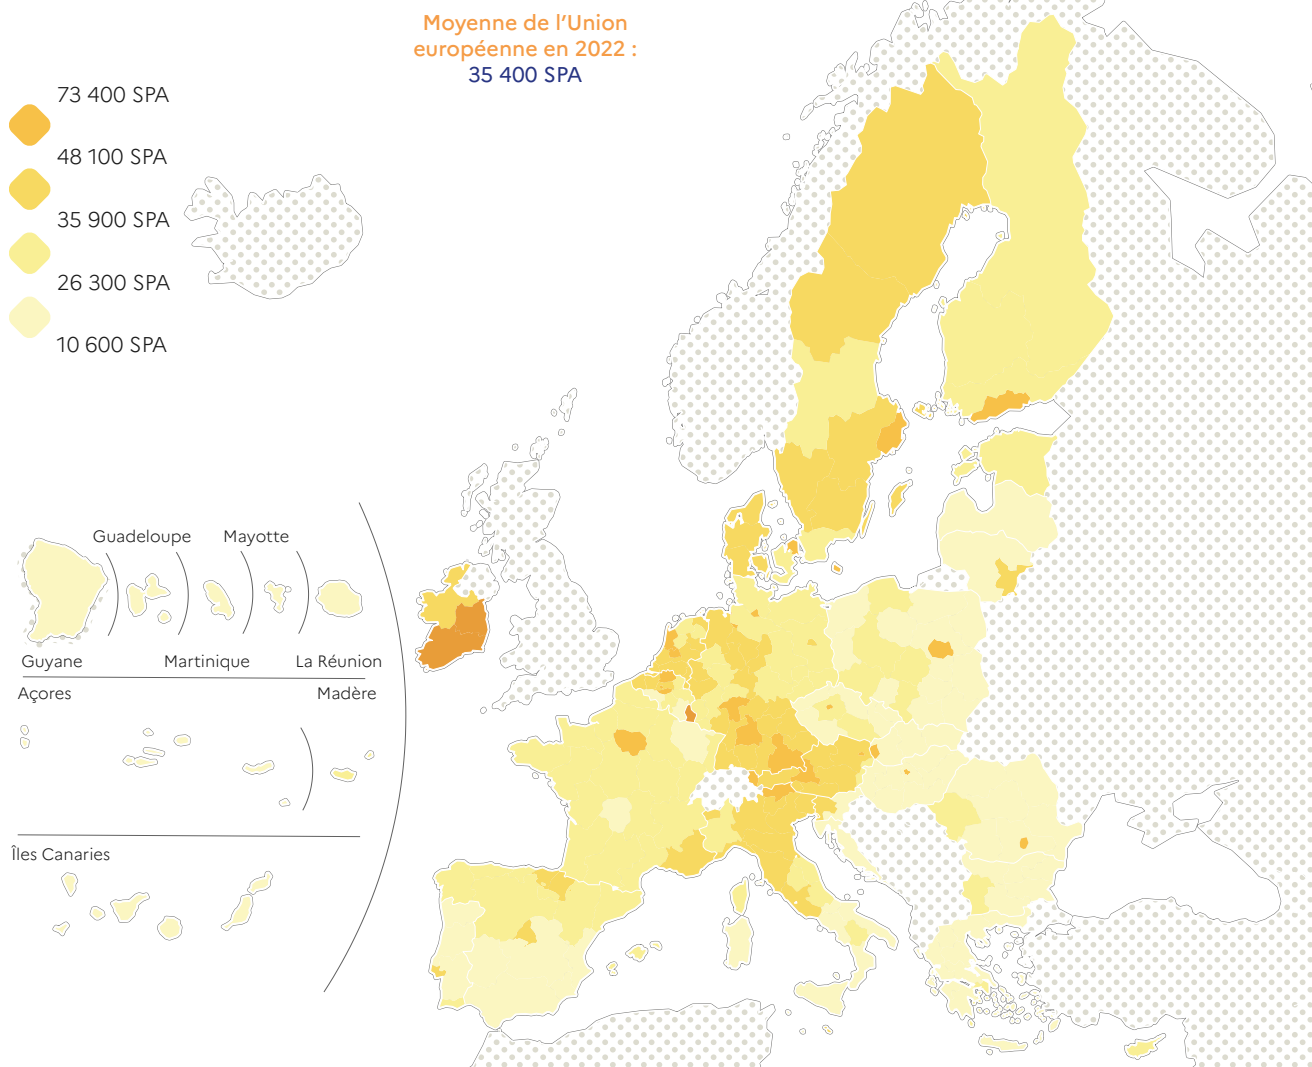 Moyenne de l’Union
européenne en 2022 :
35 400 SPA
73 400 SPA
48 100 SPA
35 900 SPA
26 300 SPA
10 600 SPA
Guadeloupe
Mayotte
Guyane
Martinique
La Réunion
Açores
Madère
Îles Canaries